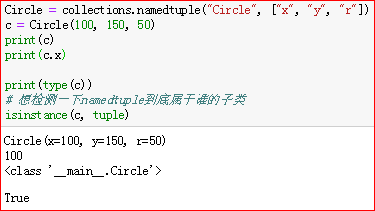 Circle = collections.namedtuple("Circle", ["x", "y", "r"])
c = Circle(100, 150, 50)
print(c)
print(c.x)
print(type(c))
# 想检测一下namedtuple到底属于谁的子类
isinstance(c, tuple)
Circle(x=100, y=150, r=50)
100
<class '__main__.Circle'>
True